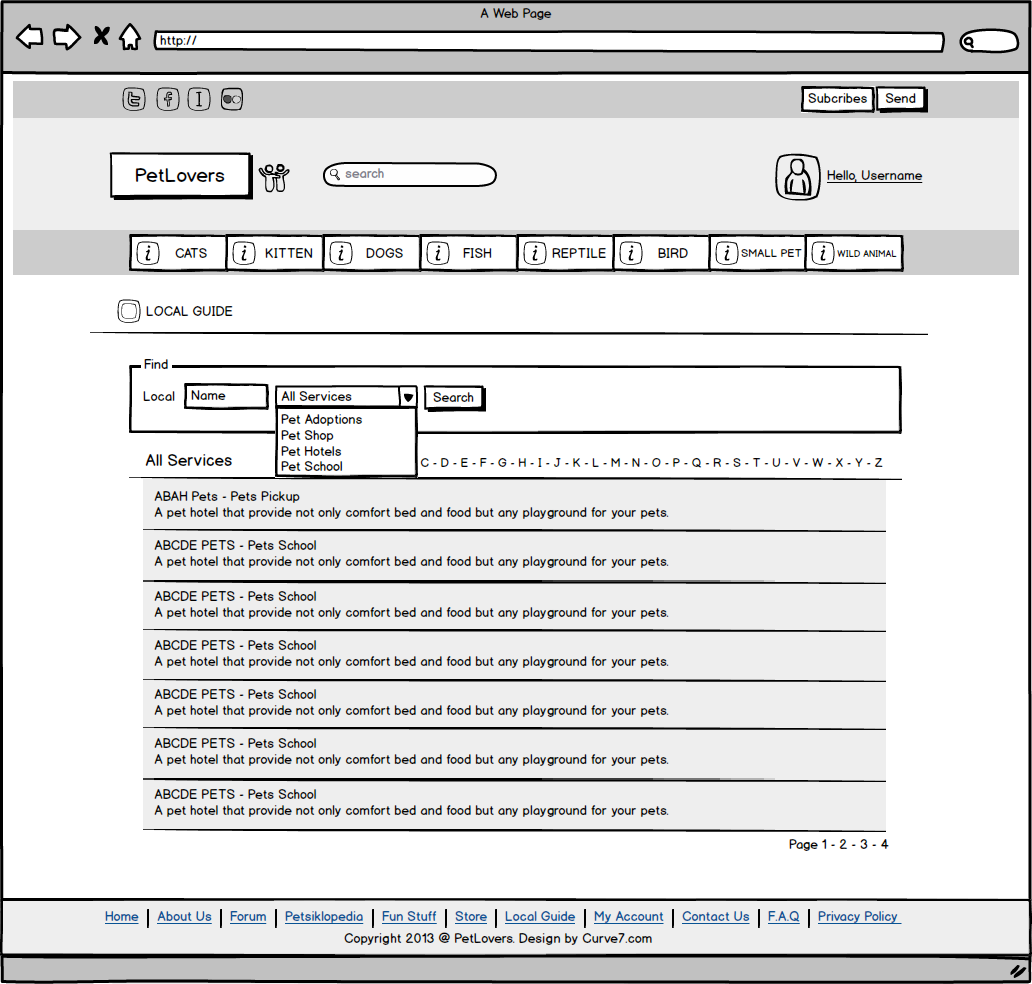 A Web Page
http://
Subcribes Send
PetLovers search Hello, Username
i CATS i KITTEN i DOGS i FISH i REPTILE i BIRD i SMALL PET i WILD ANIMAL
LOCAL GUIDE
Find
Local Name All Services Search
Pet Adoptions
Pet Shop
Pet Hotels
Pet School
All Services C - D - E - F - G - H - I - J - K - L - M - N - O - P - Q - R - S - T - U - V - W - X - Y - Z
ABAH Pets - Pets Pickup
A pet hotel that provide not only comfort bed and food but any playground for your pets.
ABCDE PETS - Pets School
A pet hotel that provide not only comfort bed and food but any playground for your pets.
ABCDE PETS - Pets School
A pet hotel that provide not only comfort bed and food but any playground for your pets.
ABCDE PETS - Pets School
A pet hotel that provide not only comfort bed and food but any playground for your pets.
ABCDE PETS - Pets School
A pet hotel that provide not only comfort bed and food but any playground for your pets.
ABCDE PETS - Pets School
A pet hotel that provide not only comfort bed and food but any playground for your pets.
ABCDE PETS - Pets School
A pet hotel that provide not only comfort bed and food but any playground for your pets.
Page 1 - 2 - 3 - 4
Home | About Us | Forum | Petsiklopedia | Fun Stuff | Store | Local Guide | My Account | Contact Us | F.A.Q | Privacy Policy
Copyright 2013 @ PetLovers. Design by Curve7.com